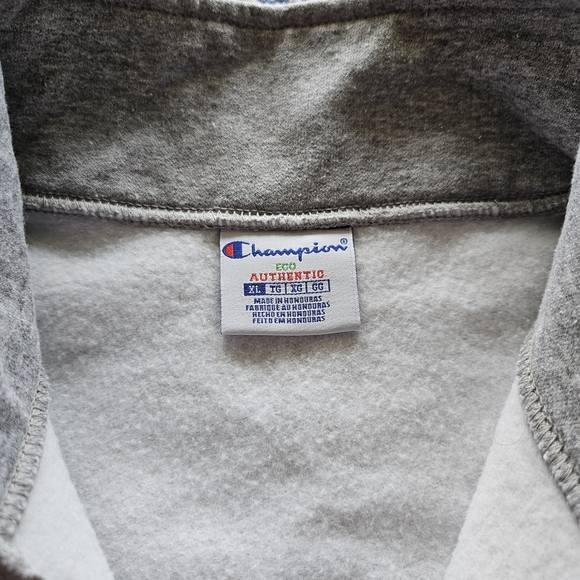 Champion®
ECO
AUTHENTIC
XL TG XG GG
MADE IN HONDURAS
FABRIQUÉ AU HONDURAS
HECHO EN HONDURAS
FEITO EM HONDURAS